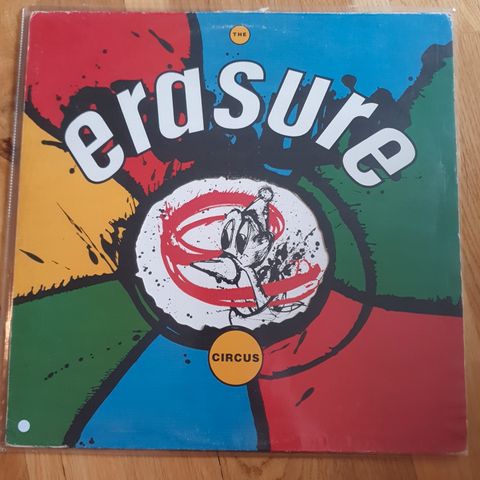 THE
erasure
CIRCUS